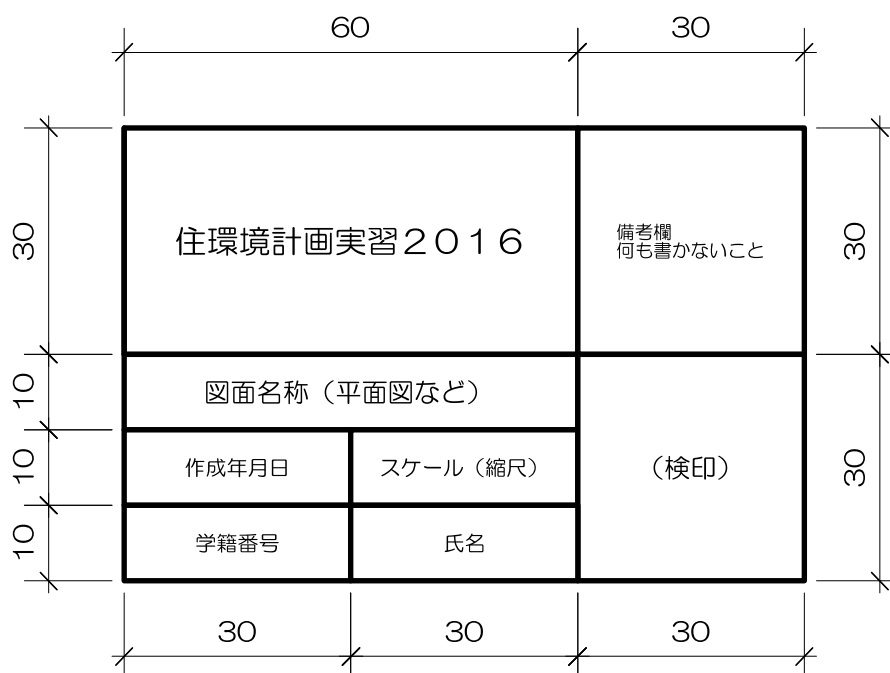 60
30
30
住環境計画実習２０１６
備考欄
何も書かないこと
30
10
図面名称（平面図など）
10
作成年月日
スケール（縮尺）
（検印）
30
10
学籍番号
氏名
30
30
30